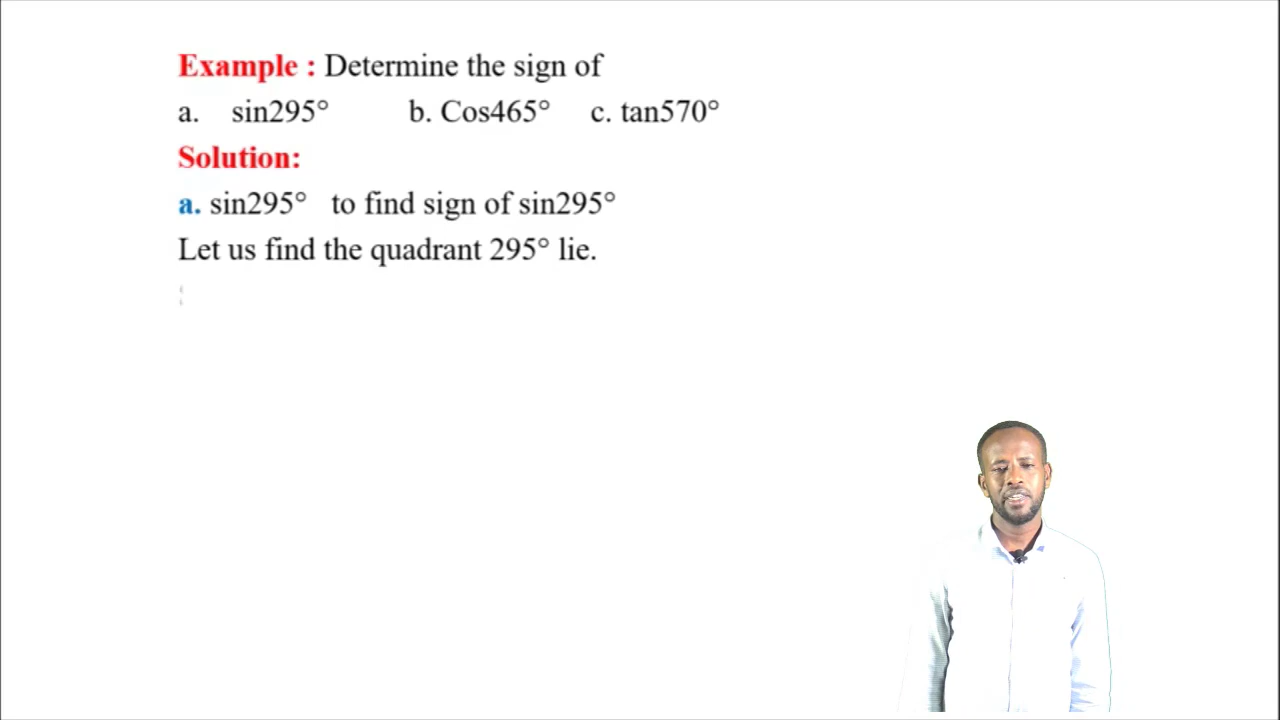 Example : Determine the sign of
a. sin295° b. Cos465° c. tan570°
Solution:
a. sin295° to find sign of sin295°
Let us find the quadrant 295° lie.